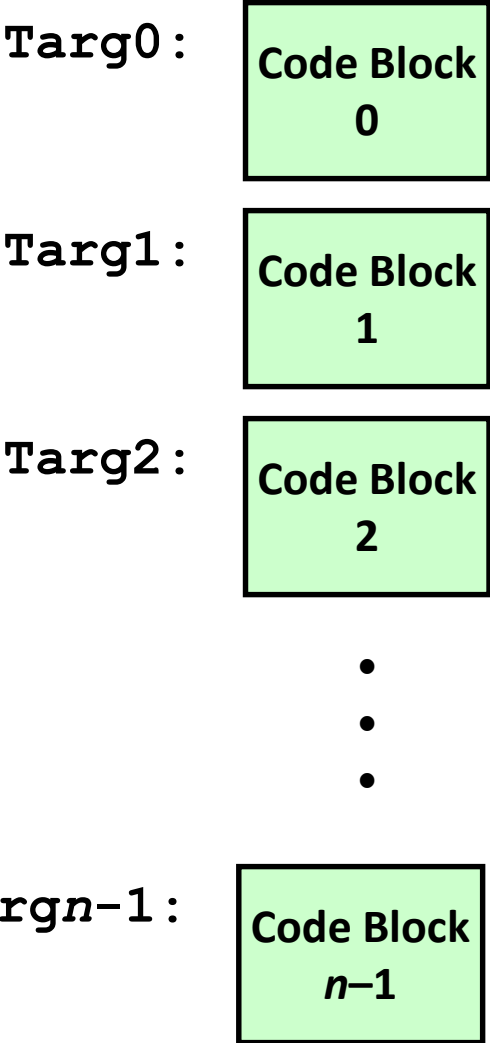 Targ0:
Code Block
0
Targ1:
Code Block
1
Targ2:
Code Block
2
•
•
•
rgn-1:
Code Block
n–1